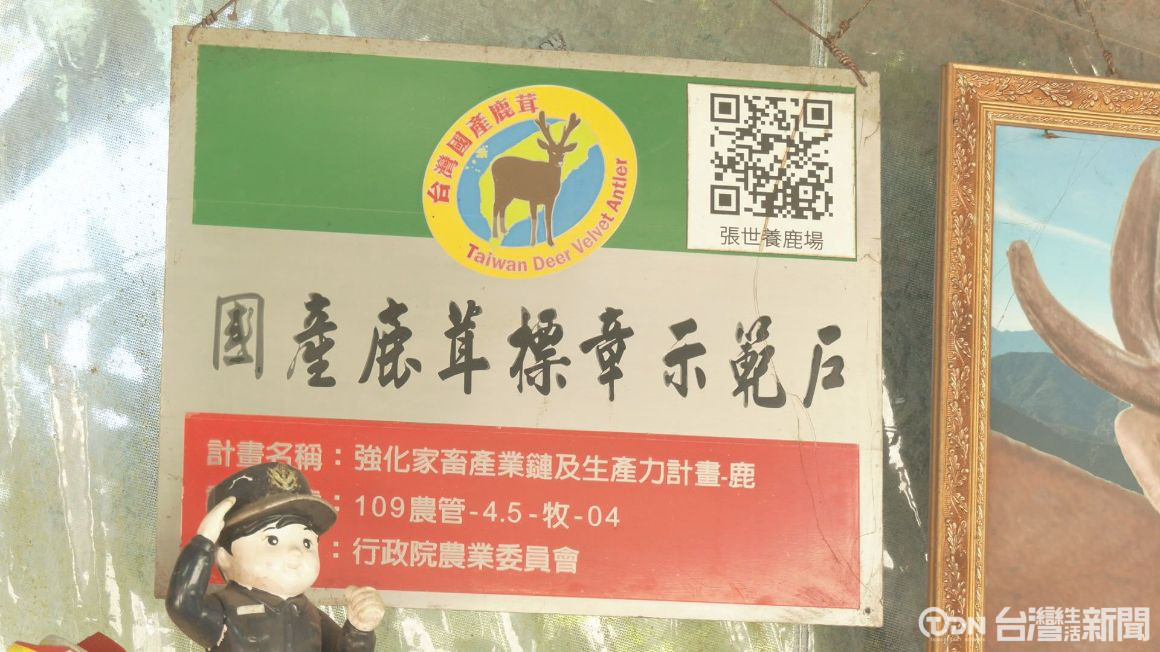 台灣國產鹿茸
Taiwan Deer Velvet Antler
張世養鹿場
國產鹿茸標章示範戶
計畫名稱：強化家畜產業鏈及生產力計畫-鹿
：109農管-4.5-牧-04
：行政院農業委員會
TDN 台灣生活新聞